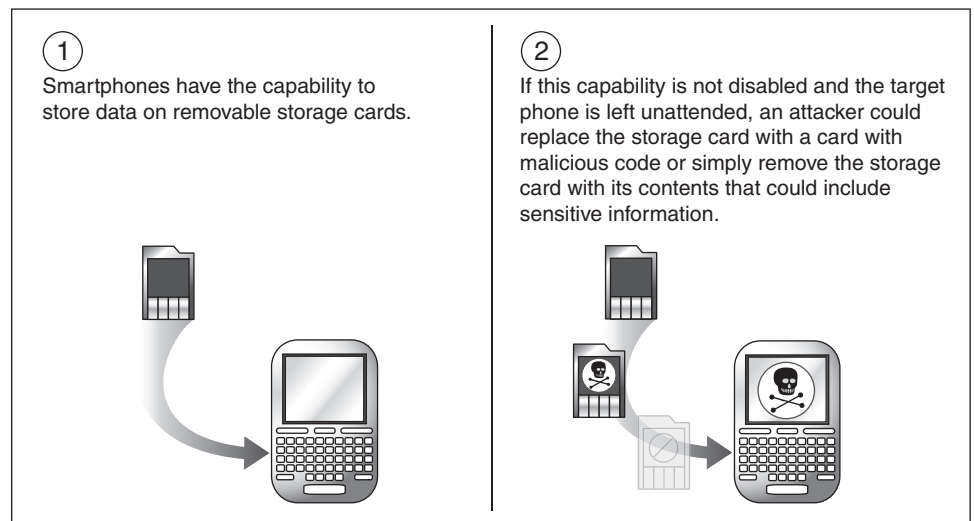 1
Smartphones have the capability to
store data on removable storage cards.
2
If this capability is not disabled and the target
phone is left unattended, an attacker could
replace the storage card with a card with
malicious code or simply remove the storage
card with its contents that could include
sensitive information.